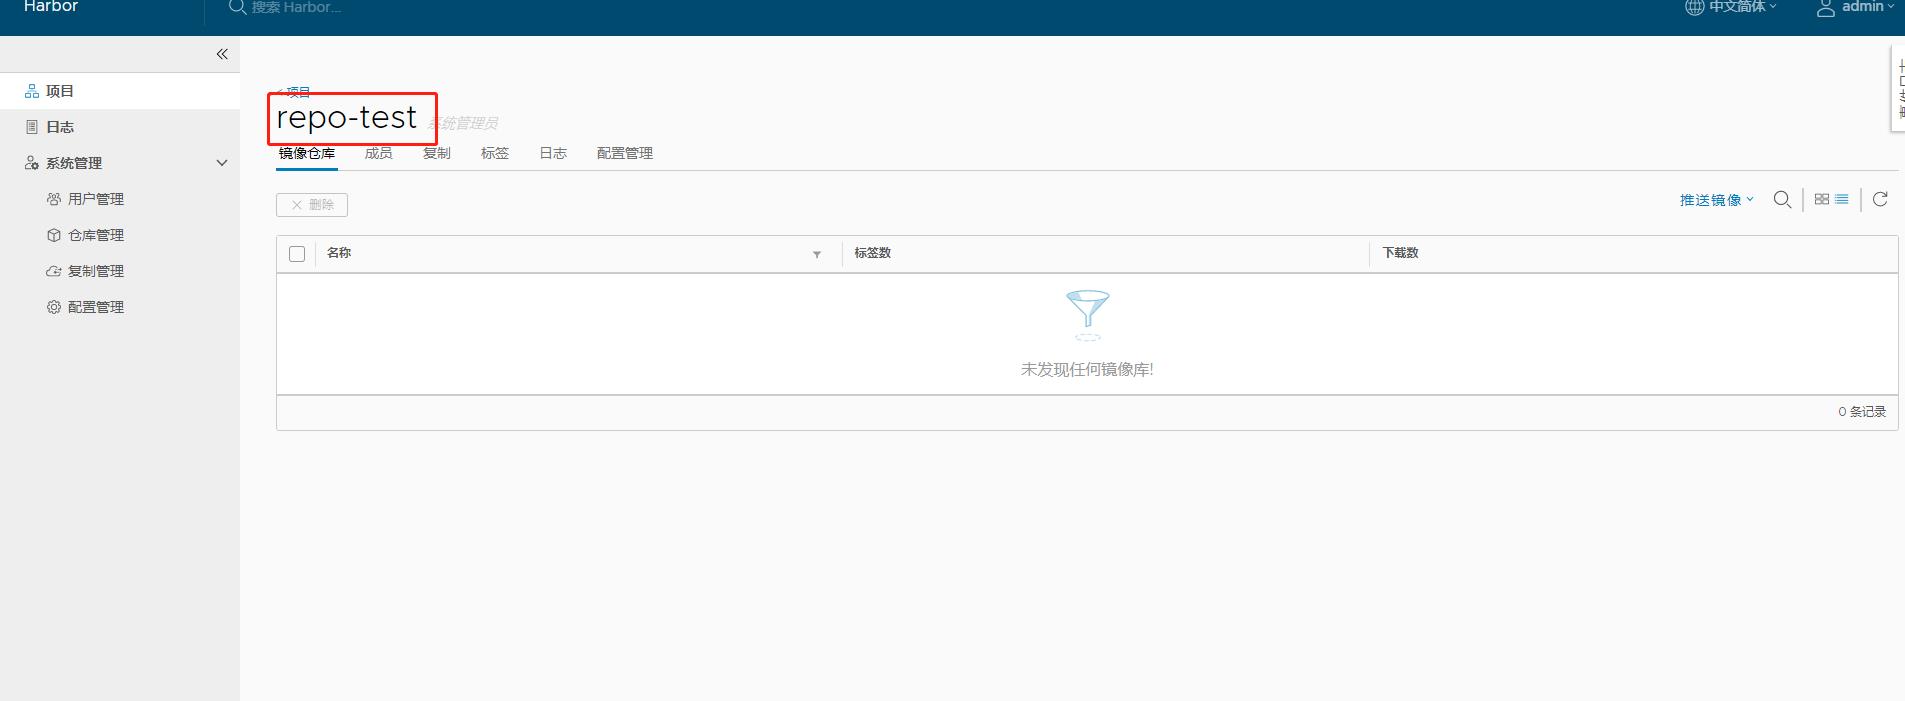 Harbor
搜索 Harbor...
中文简体
admin
项目
日志
系统管理
用户管理
仓库管理
复制管理
配置管理
< 项目
repo-test 系统管理员
镜像仓库 成员 复制 标签 日志 配置管理
× 删除
推送镜像
名称 标签数 下载数
未发现任何镜像库!
0 条记录